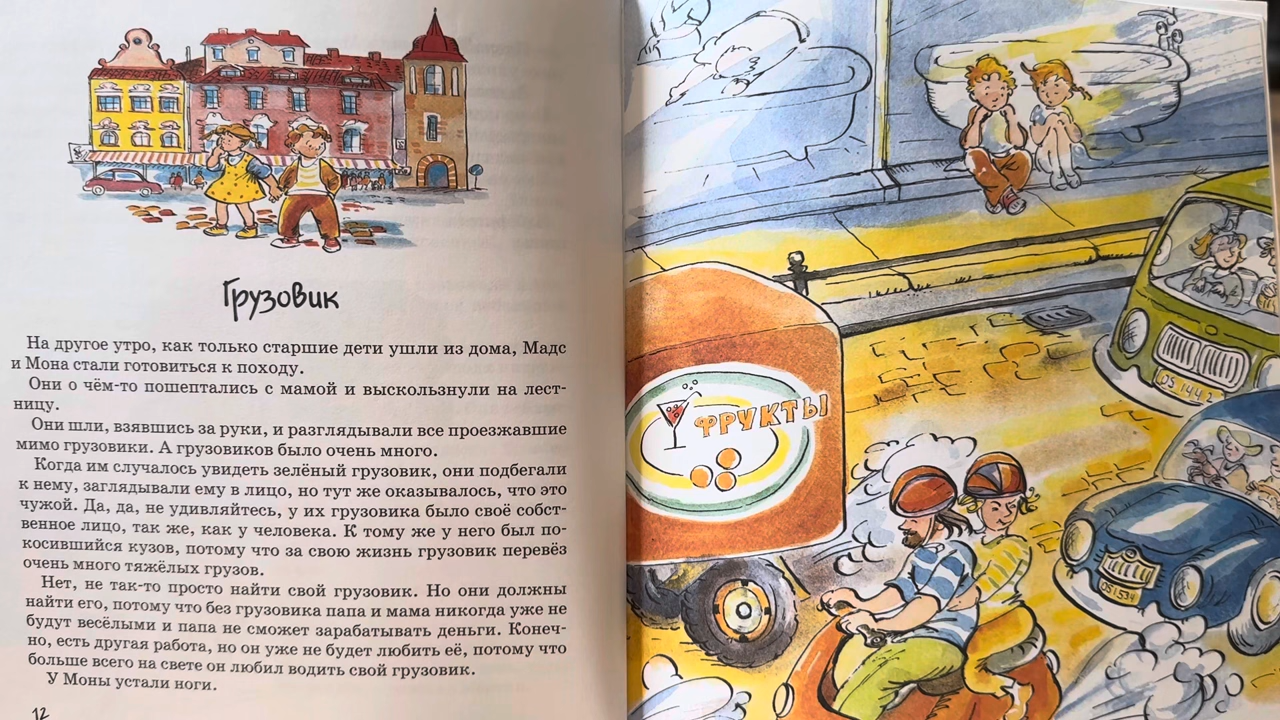 Грузовик
На другое утро, как только старшие дети ушли из дома, Мадс
и Мона стали готовиться к походу.
Они о чём-то пошептались с мамой и выскользнули на лест-
ницу.
Они шли, взявшись за руки, и разглядывали все проезжавшие
мимо грузовики. А грузовиков было очень много.
Когда им случалось увидеть зелёный грузовик, они подбегали
к нему, заглядывали ему в лицо, но тут же оказывалось, что это
чужой. Да, да, не удивляйтесь, у их грузовика было своё собст-
венное лицо, так же, как у человека. К тому же у него был по-
косившийся кузов, потому что за свою жизнь грузовик перевёз
очень много тяжёлых грузов.
Нет, не так-то просто найти свой грузовик. Но они должны
найти его, потому что без грузовика папа и мама никогда уже не
будут весёлыми и папа не сможет зарабатывать деньги. Конеч-
но, есть другая работа, но он уже не будет любить её, потому что
больше всего на свете он любил водить свой грузовик.
У Моны устали ноги.
12
ФРУКТЫ
DS 1442
DS 1534